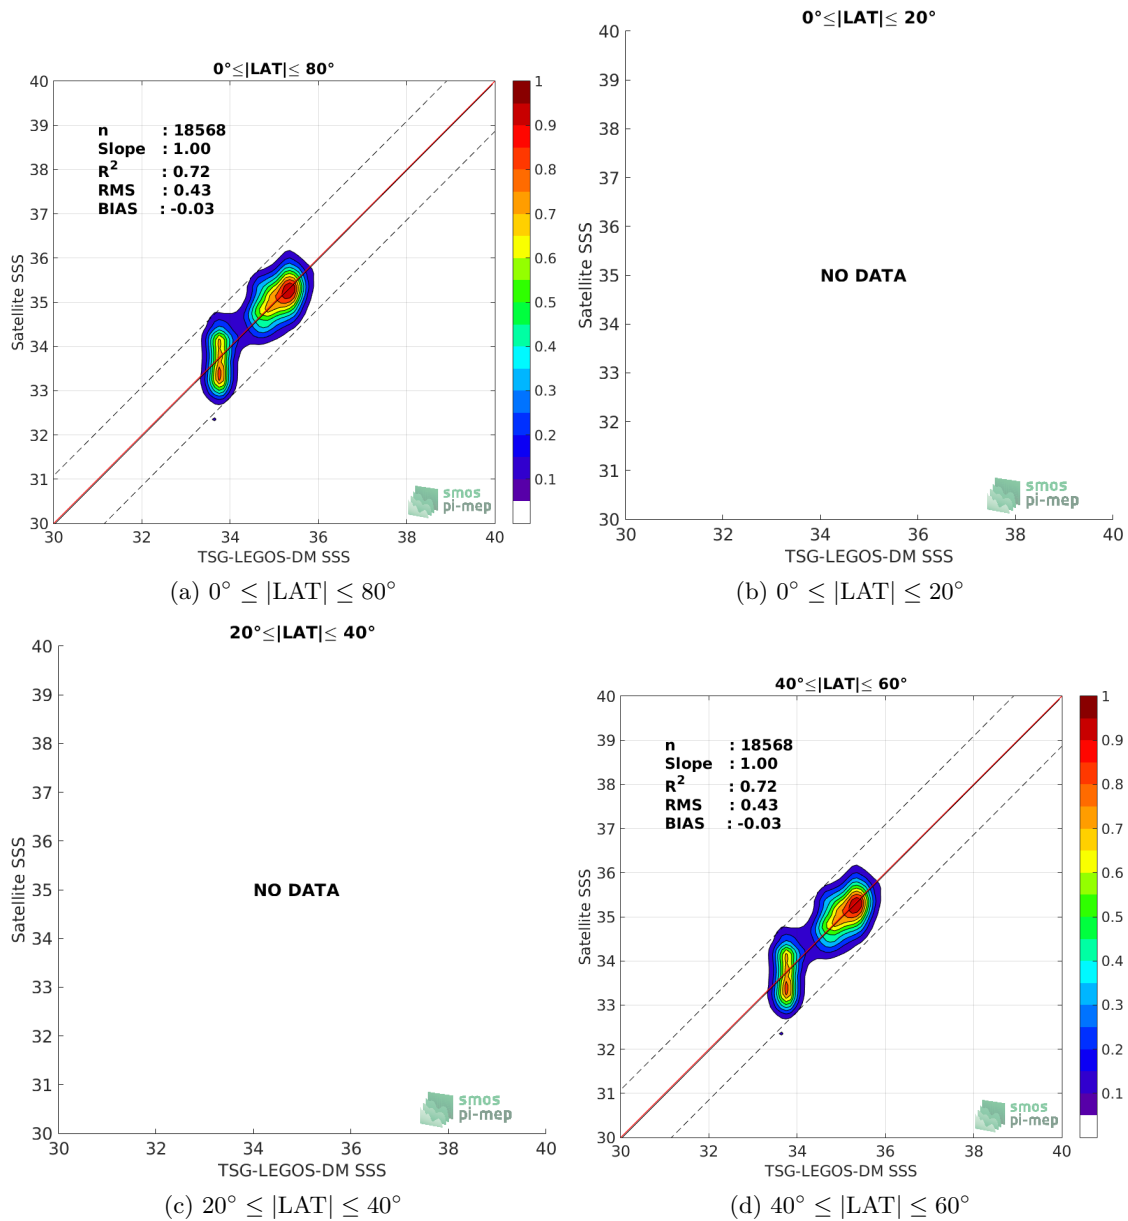 0°≤|LAT|≤ 80°
40
39
38
37
36
35
34
33
32
31
30
Satellite SSS
n : 18568
Slope : 1.00
R² : 0.72
RMS : 0.43
BIAS : -0.03
smos
pi-mep
30 32 34 36 38 40
TSG-LEGOS-DM SSS
1
0.9
0.8
0.7
0.6
0.5
0.4
0.3
0.2
0.1
(a) 0° ≤ |LAT| ≤ 80°
0°≤|LAT|≤ 20°
40
39
38
37
36
35
34
33
32
31
30
Satellite SSS
NO DATA
smos
pi-mep
30 32 34 36 38 40
TSG-LEGOS-DM SSS
(b) 0° ≤ |LAT| ≤ 20°
20°≤|LAT|≤ 40°
40
39
38
37
36
35
34
33
32
31
30
Satellite SSS
NO DATA
smos
pi-mep
30 32 34 36 38 40
TSG-LEGOS-DM SSS
(c) 20° ≤ |LAT| ≤ 40°
40°≤|LAT|≤ 60°
40
39
38
37
36
35
34
33
32
31
30
Satellite SSS
n : 18568
Slope : 1.00
R² : 0.72
RMS : 0.43
BIAS : -0.03
smos
pi-mep
30 32 34 36 38 40
TSG-LEGOS-DM SSS
1
0.9
0.8
0.7
0.6
0.5
0.4
0.3
0.2
0.1
(d) 40° ≤ |LAT| ≤ 60°